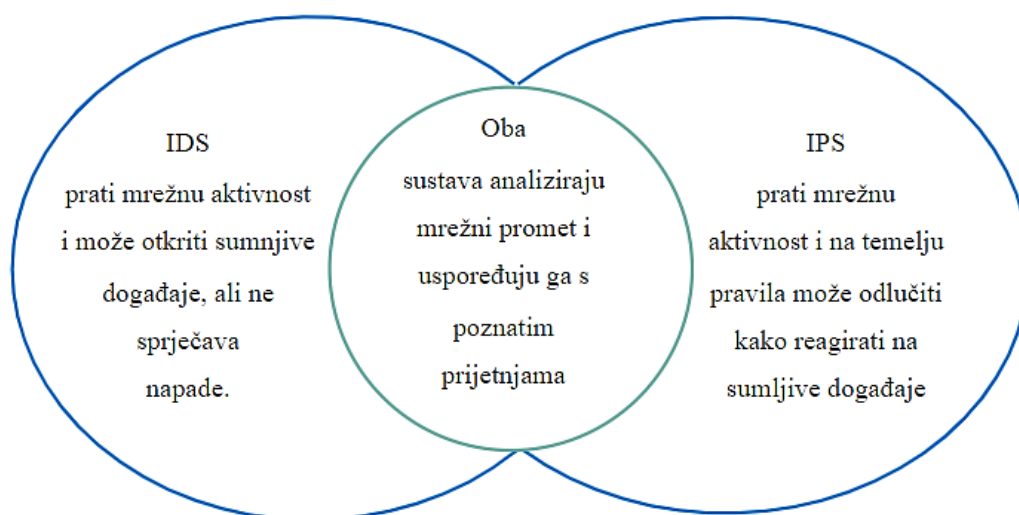 IDS
prati mrežnu aktivnost
i može otkriti sumnjive
događaje, ali ne
sprječava
napade.
Oba
sustava analiziraju
mrežni promet i
uspoređuju ga s
poznatim
prijetnjama
IPS
prati mrežnu
aktivnost i na temelju
pravila može odlučiti
kako reagirati na
sumljive događaje